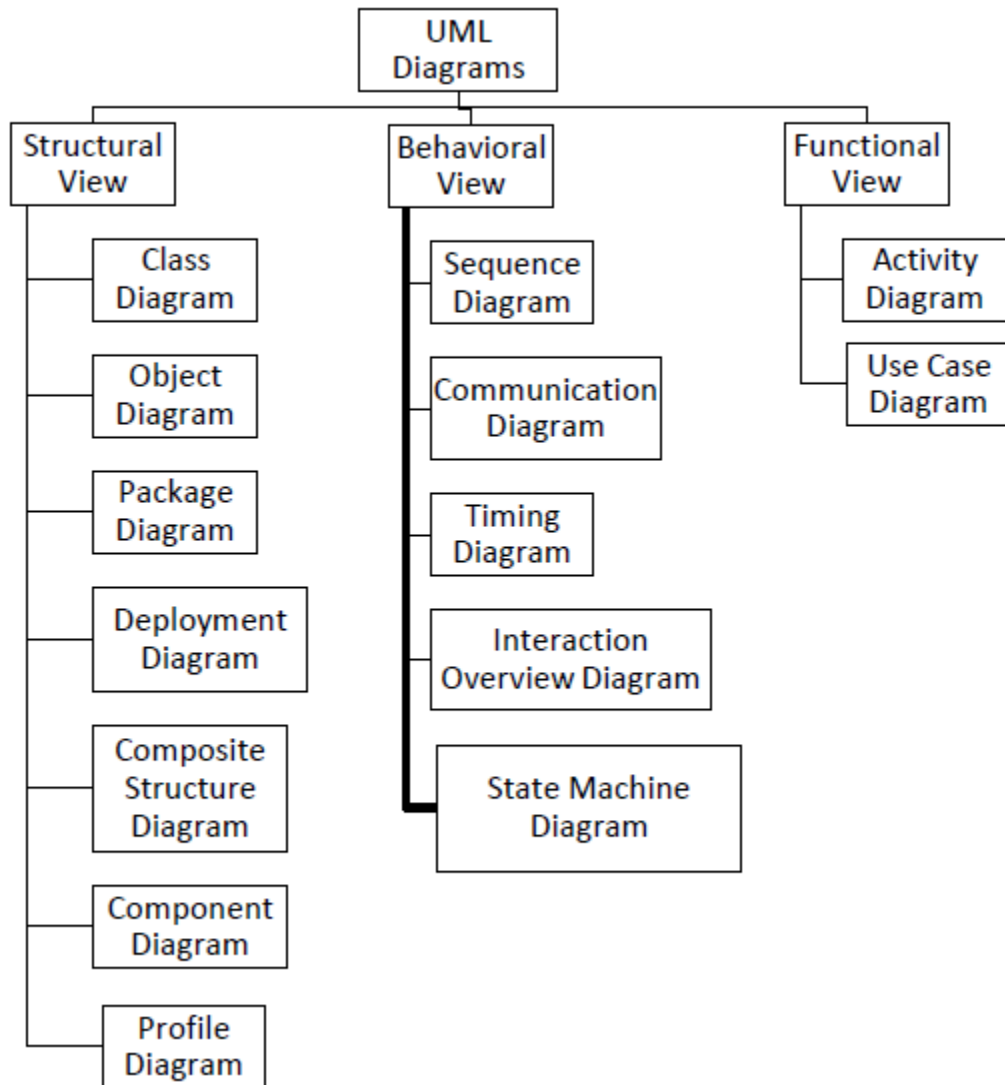 UML
Diagrams
Structural
View
Class
Diagram
Object
Diagram
Package
Diagram
Deployment
Diagram
Composite
Structure
Diagram
Component
Diagram
Profile
Diagram
Behavioral
View
Sequence
Diagram
Communication
Diagram
Timing
Diagram
Interaction
Overview Diagram
State Machine
Diagram
Functional
View
Activity
Diagram
Use Case
Diagram